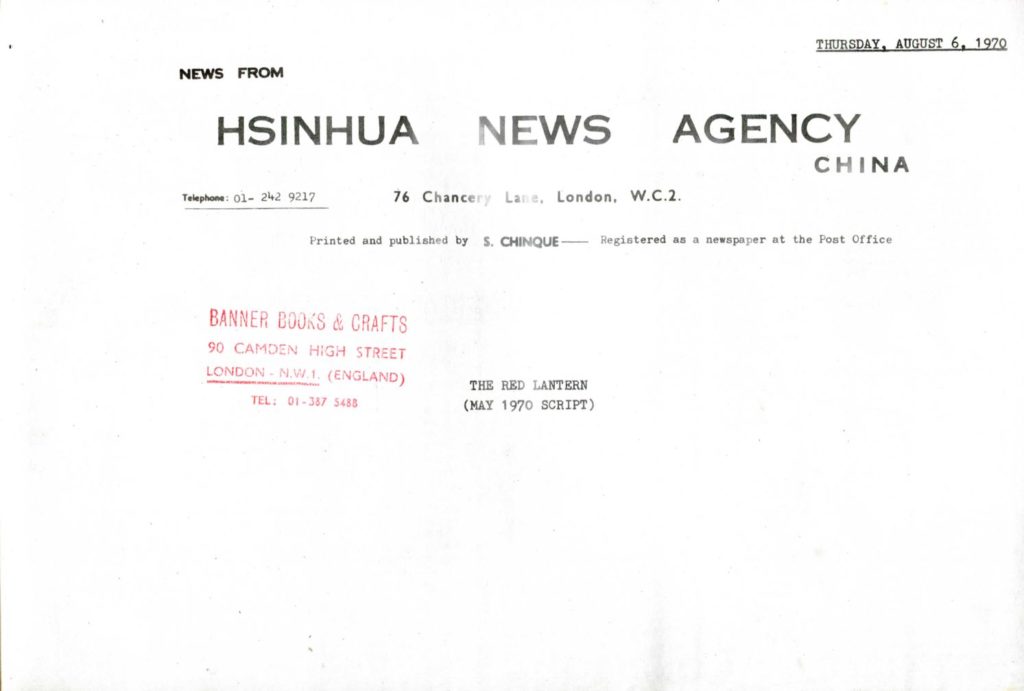 THURSDAY, AUGUST 6, 1970
NEWS FROM
HSINHUA NEWS AGENCY
CHINA
Telephone: 01- 242 9217 76 Chancery Lane, London, W.C.2.
Printed and published by S. CHINQUE — Registered as a newspaper at the Post Office
BANNER BOOKS & CRAFTS
90 CAMDEN HIGH STREET
LONDON - N.W.1. (ENGLAND)
TEL: 01-387 5488
THE RED LANTERN
(MAY 1970 SCRIPT)